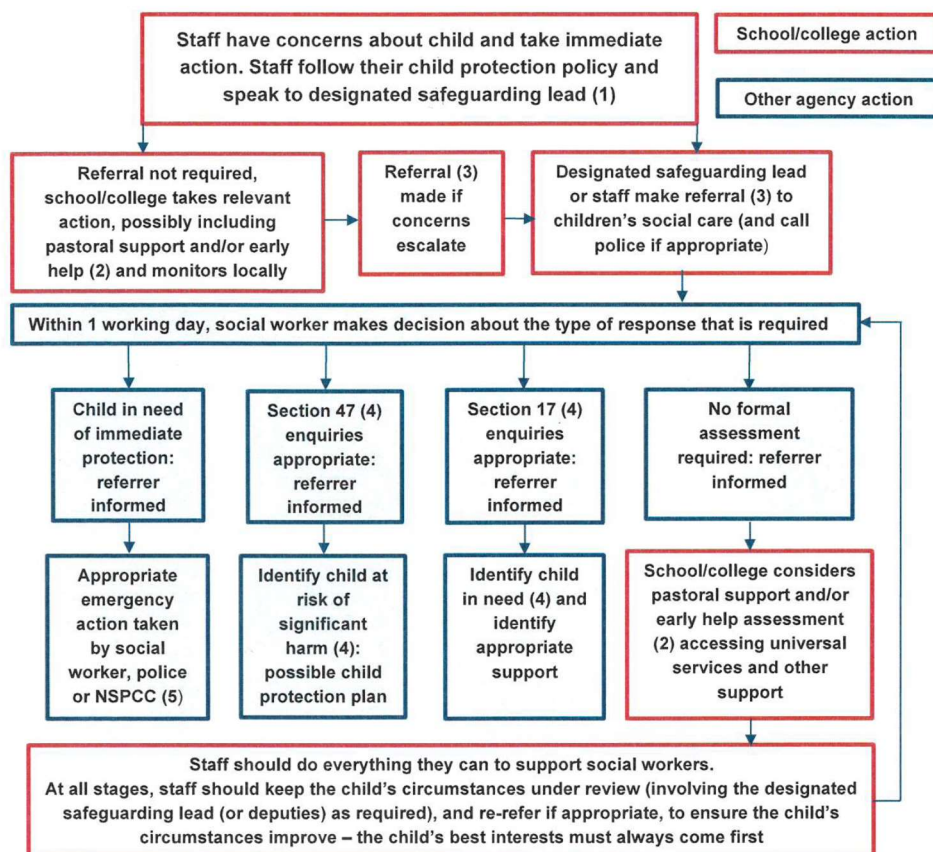 Staff have concerns about child and take immediate
action. Staff follow their child protection policy and
speak to designated safeguarding lead (1)
School/college action
Other agency action
Referral not required,
school/college takes relevant
action, possibly including
pastoral support and/or early
help (2) and monitors locally
Referral (3)
made if
concerns
escalate
Designated safeguarding lead
or staff make referral (3) to
children’s social care (and call
police if appropriate)
Within 1 working day, social worker makes decision about the type of response that is required
Child in need
of immediate
protection:
referrer
informed
Section 47 (4)
enquiries
appropriate:
referrer
informed
Section 17 (4)
enquiries
appropriate:
referrer
informed
No formal
assessment
required: referrer
informed
Appropriate
emergency
action taken
by social
worker, police
or NSPCC (5)
Identify child at
risk of
significant
harm (4):
possible child
protection plan
Identify child
in need (4) and
identify
appropriate
support
School/college considers
pastoral support and/or
early help assessment
(2) accessing universal
services and other
support
Staff should do everything they can to support social workers.
At all stages, staff should keep the child’s circumstances under review (involving the designated
safeguarding lead (or deputies) as required), and re-refer if appropriate, to ensure the child’s
circumstances improve – the child’s best interests must always come first